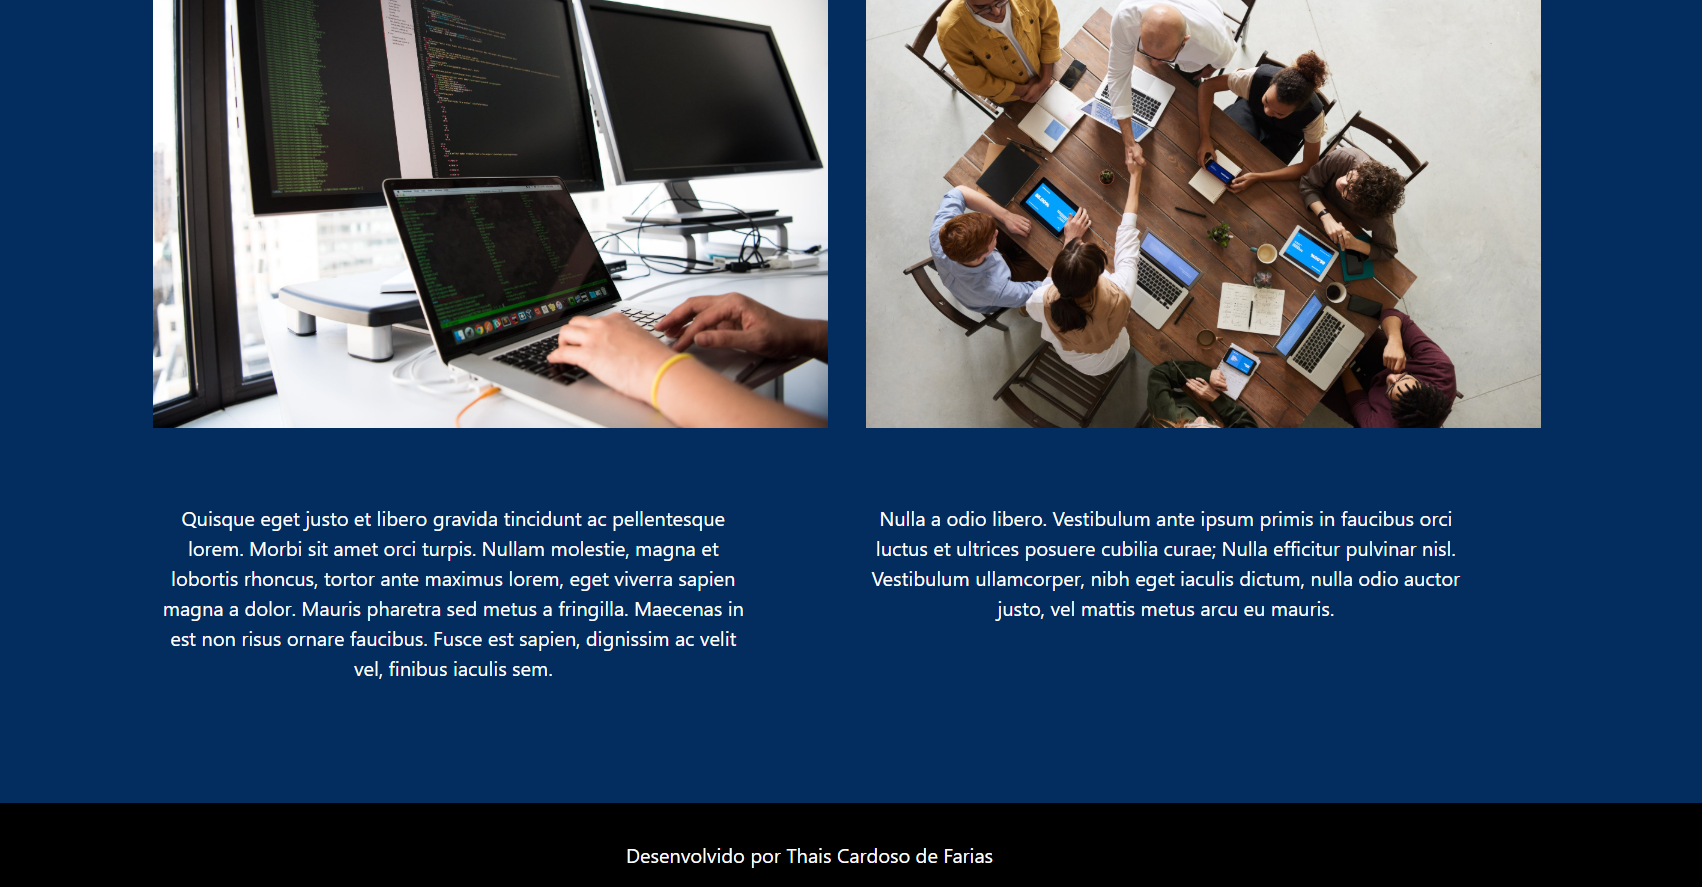 Quisque eget justo et libero gravida tincidunt ac pellentesque
lorem. Morbi sit amet orci turpis. Nullam molestie, magna et
lobortis rhoncus, tortor ante maximus lorem, eget viverra sapien
magna a dolor. Mauris pharetra sed metus a fringilla. Maecenas in
est non risus ornare faucibus. Fusce est sapien, dignissim ac velit
vel, finibus iaculis sem.
Nulla a odio libero. Vestibulum ante ipsum primis in faucibus orci
luctus et ultrices posuere cubilia curae; Nulla efficitur pulvinar nisl.
Vestibulum ullamcorper, nibh eget iaculis dictum, nulla odio auctor
justo, vel mattis metus arcu eu mauris.
Desenvolvido por Thais Cardoso de Farias